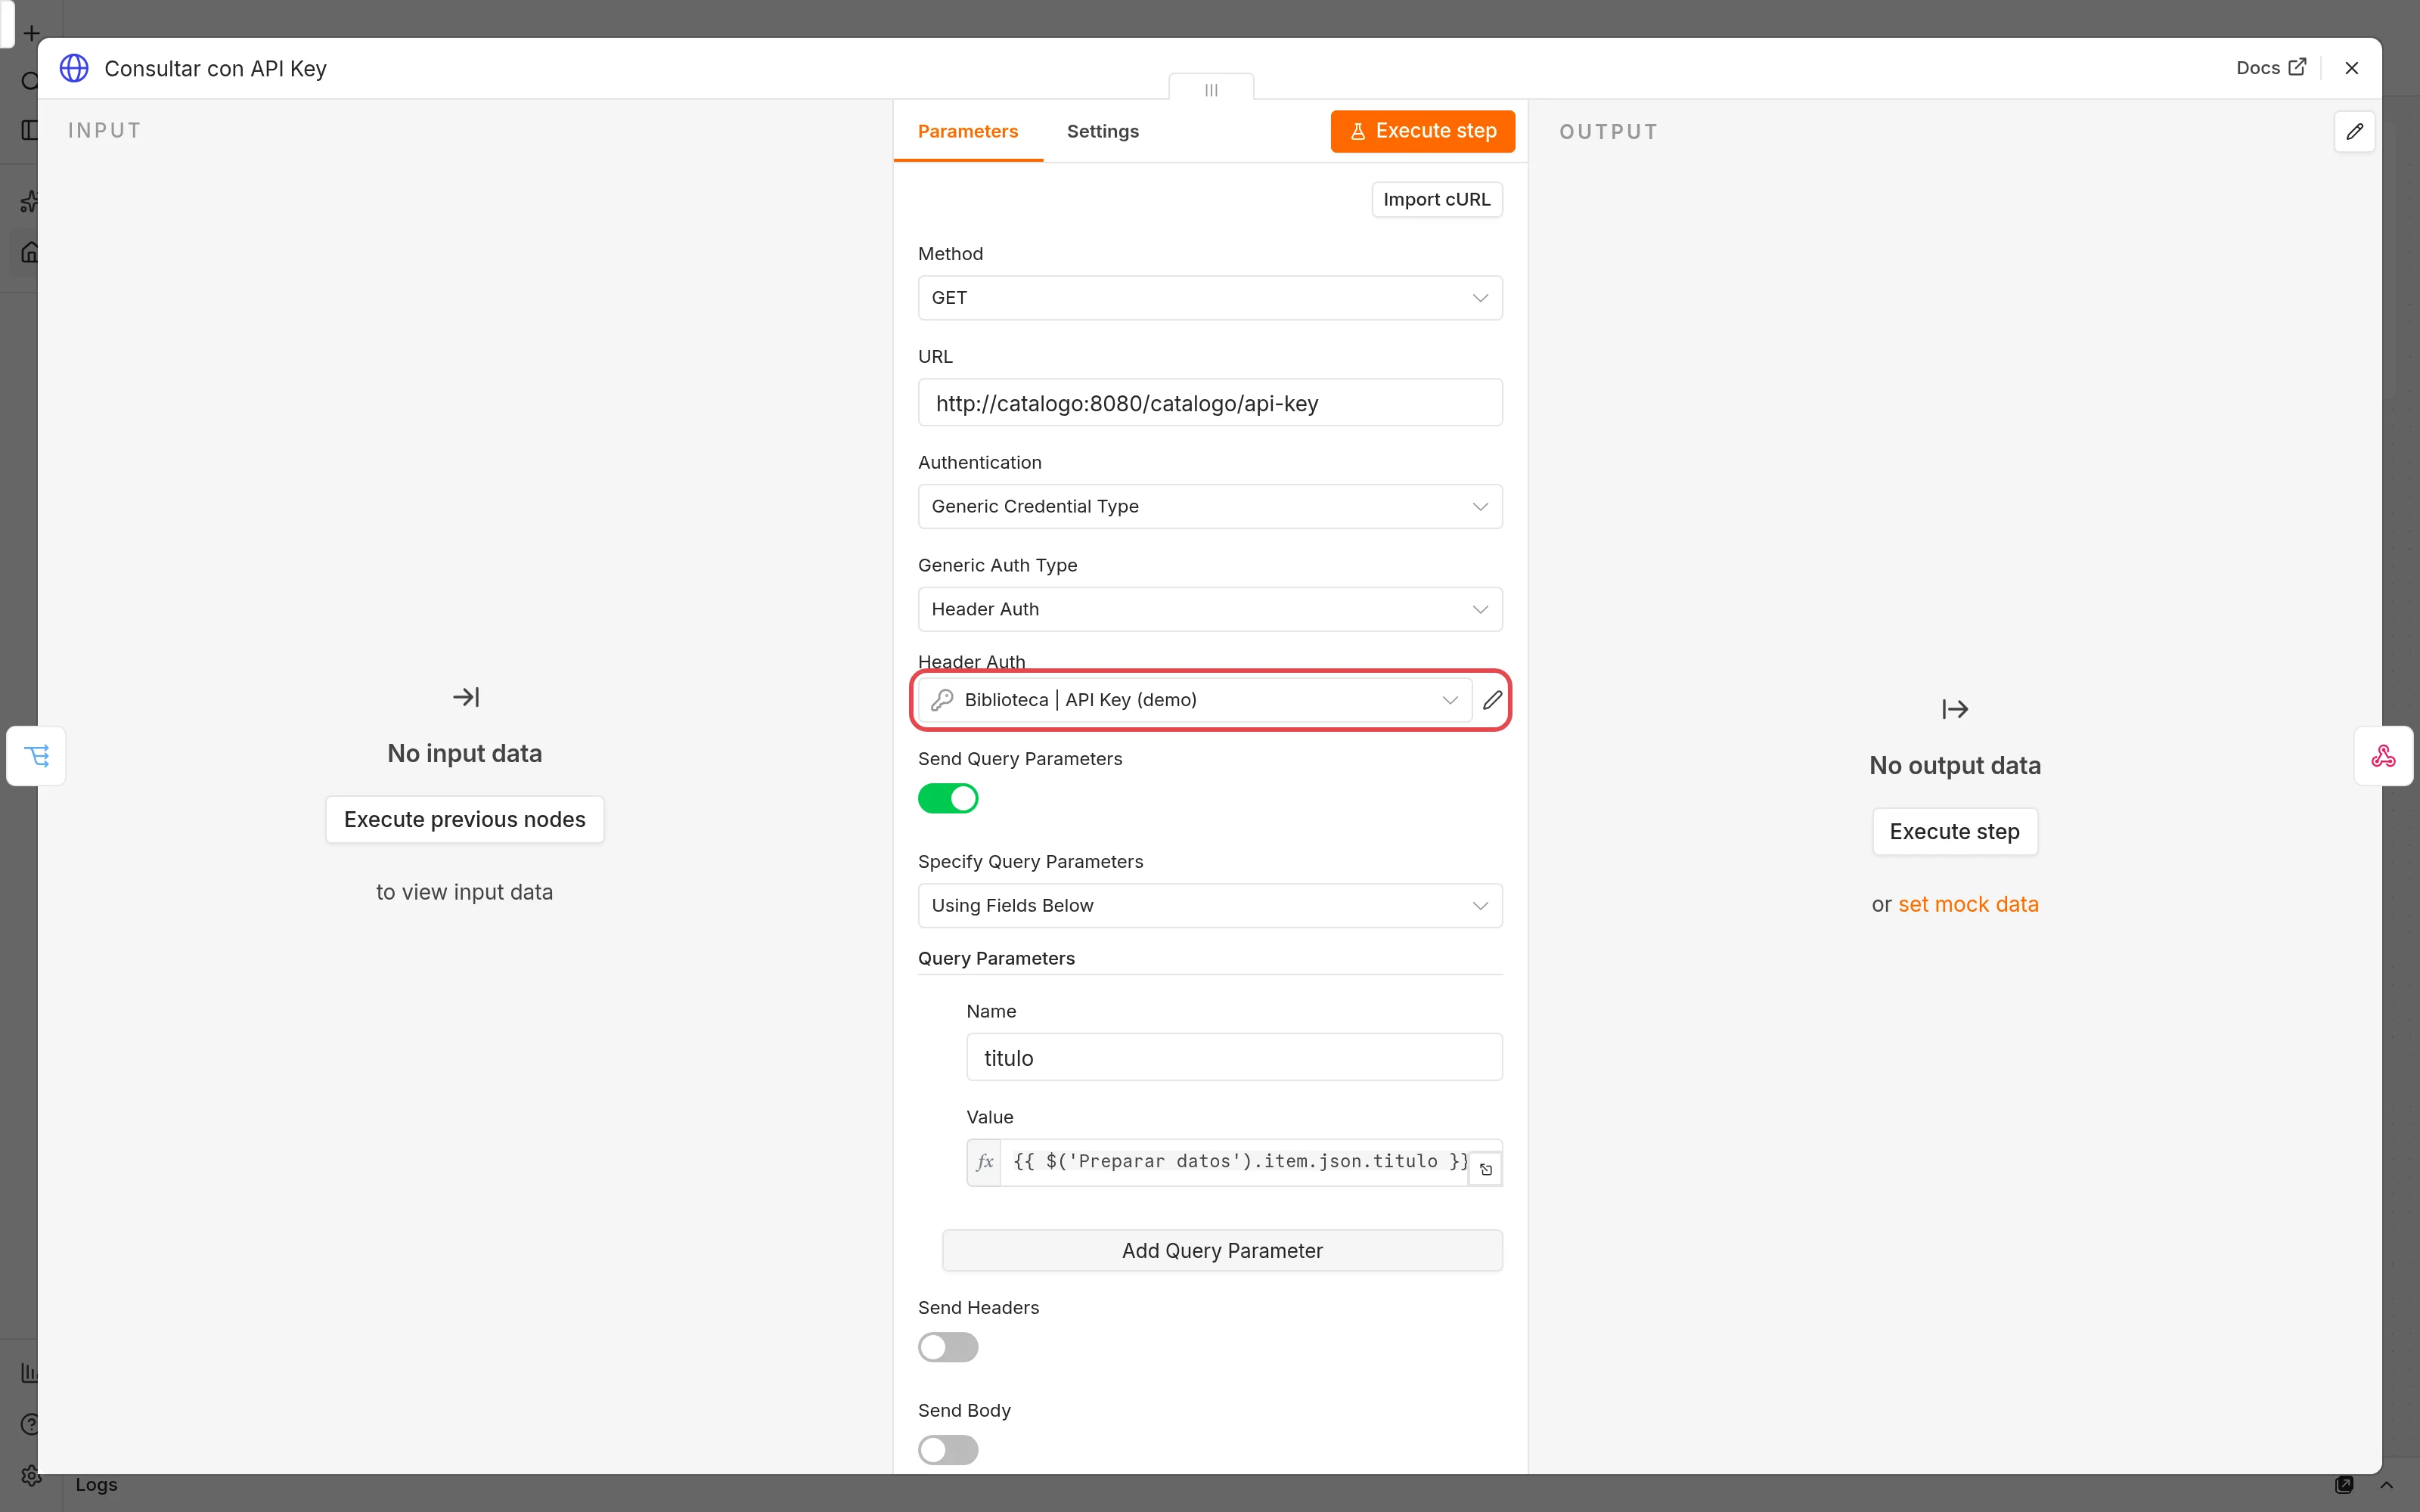 Consultar con API Key
Docs
INPUT
Parameters
Settings
Execute step
OUTPUT
Import cURL
Method
GET
URL
http://catalogo:8080/catalogo/api-key
Authentication
Generic Credential Type
Generic Auth Type
Header Auth
Header Auth
Biblioteca | API Key (demo)
Send Query Parameters
Specify Query Parameters
Using Fields Below
Query Parameters
Name
titulo
Value
fx {{ $('Preparar datos').item.json.titulo }}
Add Query Parameter
Send Headers
Send Body
No input data
Execute previous nodes
to view input data
No output data
Execute step
or set mock data
Logs